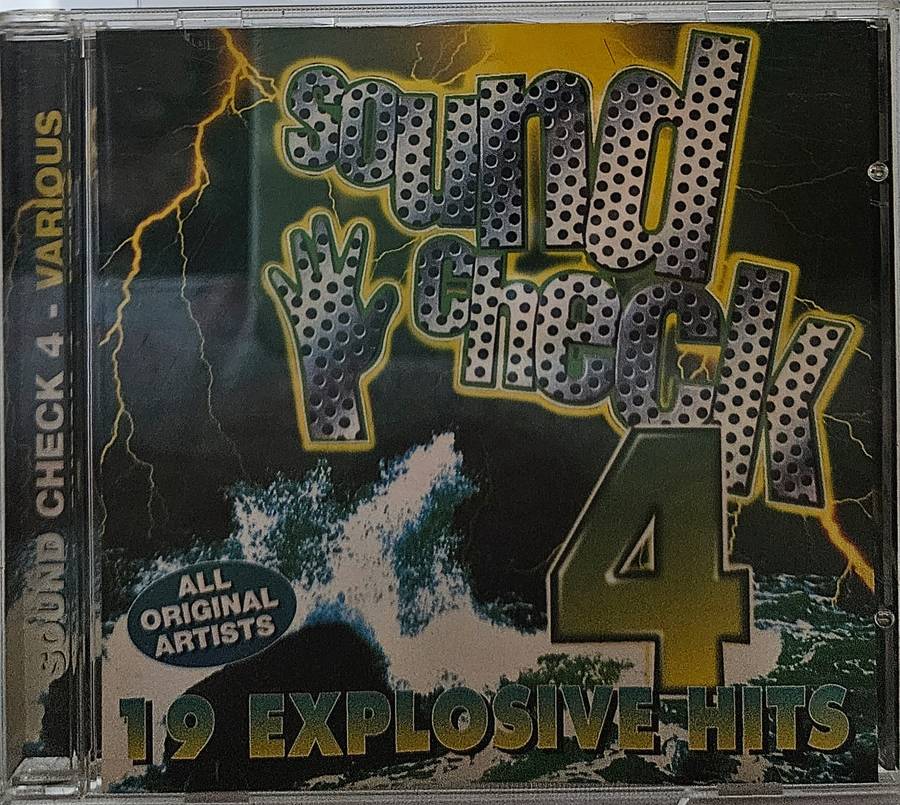 SOUND CHECK 4 - VARIOUS
sound
check
4
ALL
ORIGINAL
ARTISTS
19 EXPLOSIVE HITS